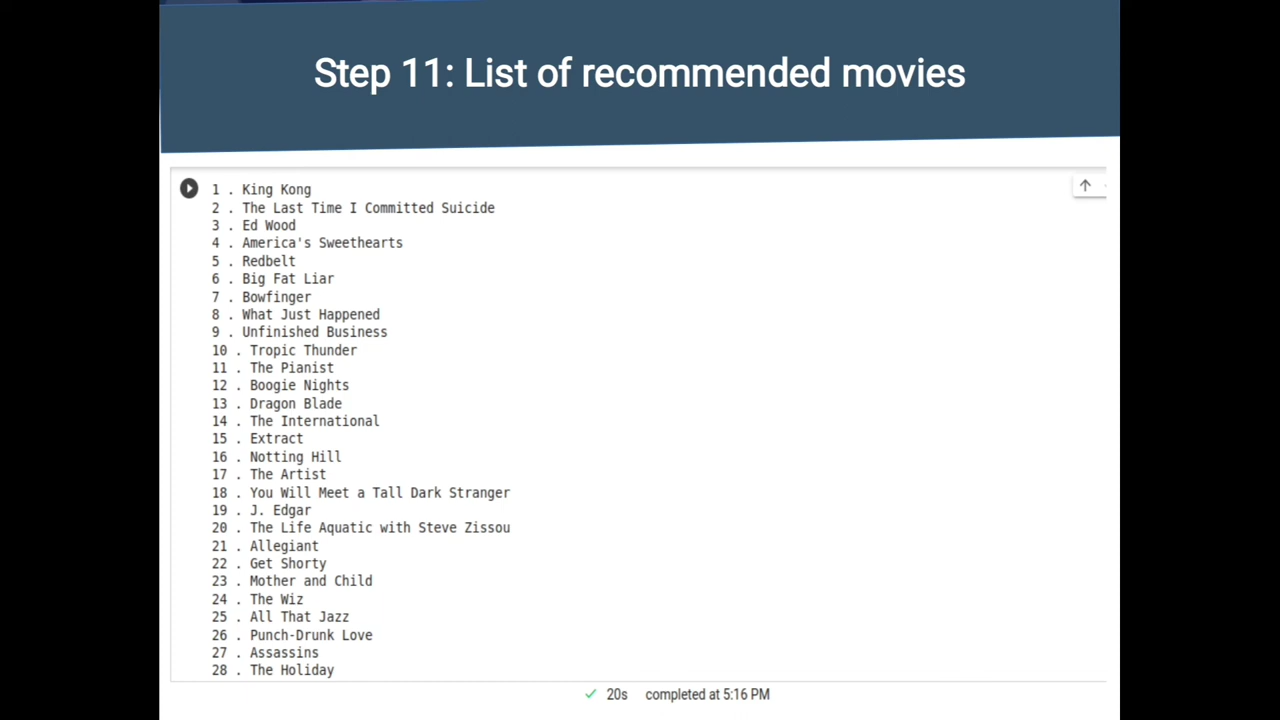 Step 11: List of recommended movies
1 . King Kong
2 . The Last Time I Committed Suicide
3 . Ed Wood
4 . America's Sweethearts
5 . Redbelt
6 . Big Fat Liar
7 . Bowfinger
8 . What Just Happened
9 . Unfinished Business
10 . Tropic Thunder
11 . The Pianist
12 . Boogie Nights
13 . Dragon Blade
14 . The International
15 . Extract
16 . Notting Hill
17 . The Artist
18 . You Will Meet a Tall Dark Stranger
19 . J. Edgar
20 . The Life Aquatic with Steve Zissou
21 . Allegiant
22 . Get Shorty
23 . Mother and Child
24 . The Wiz
25 . All That Jazz
26 . Punch-Drunk Love
27 . Assassins
28 . The Holiday
20s completed at 5:16 PM